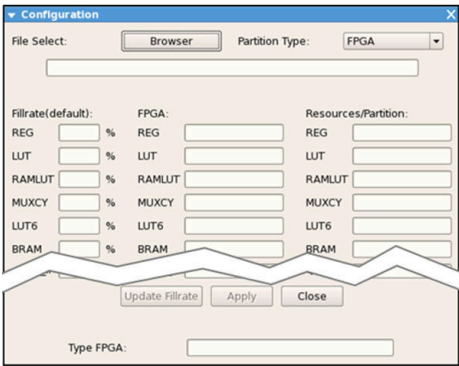 Configuration X
File Select: Browser Partition Type: FPGA
Fillrate(default): FPGA: Resources/Partition:
REG % REG REG
LUT % LUT LUT
RAMLUT % RAMLUT RAMLUT
MUXCY % MUXCY MUXCY
LUT6 % LUT6 LUT6
BRAM % BRAM BRAM
Update Fillrate Apply Close
Type FPGA: